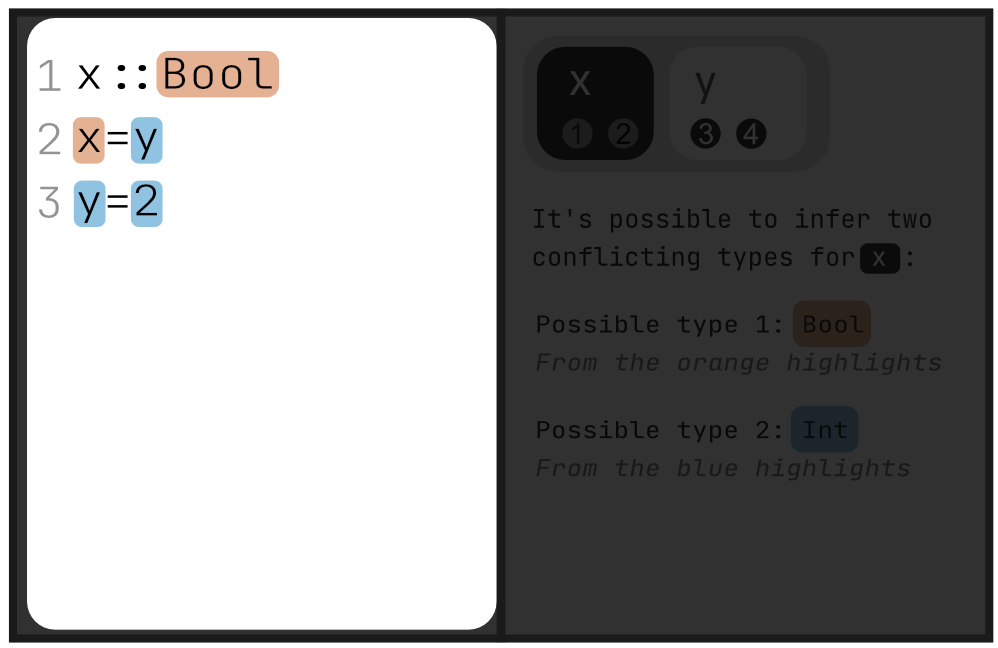 1 x::Bool
2 x=y
3 y=2
x y
1 2 3 4
It's possible to infer two
conflicting types for x :
Possible type 1: Bool
From the orange highlights
Possible type 2: Int
From the blue highlights